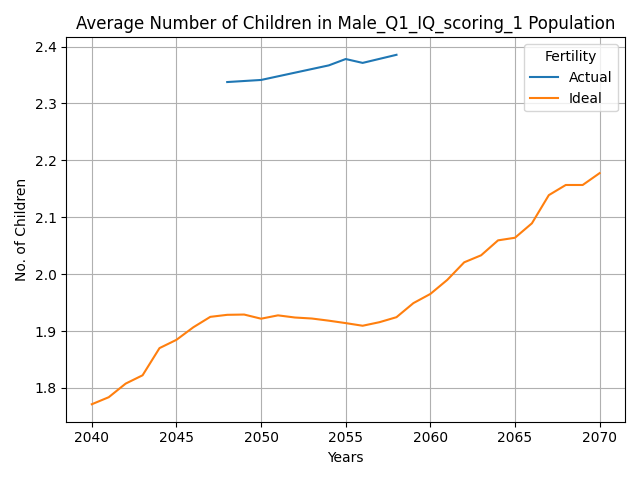 Average Number of Children in Male_Q1_IQ_scoring_1 Population
Fertility
Actual
Ideal
No. of Children
2.4
2.3
2.2
2.1
2.0
1.9
1.8
2040 2045 2050 2055 2060 2065 2070
Years